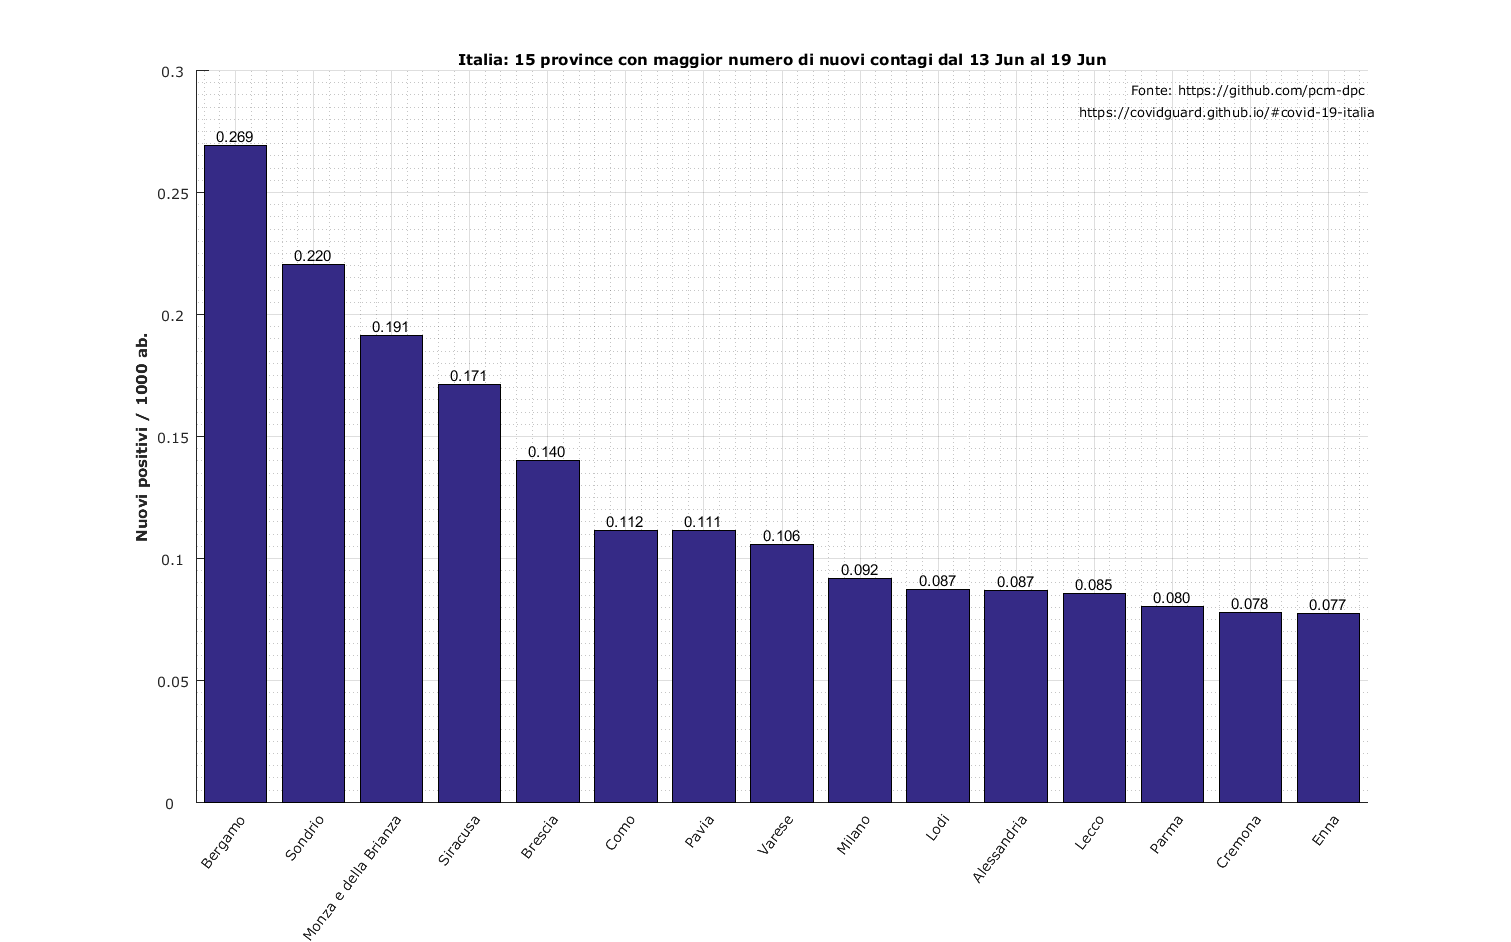 Italia: 15 province con maggior numero di nuovi contagi dal 13 Jun al 19 Jun
Fonte: https://github.com/pcm-dpc
https://covidguard.github.io/#covid-19-italia
Nuovi positivi / 1000 ab.
0.3
0.25
0.2
0.15
0.1
0.05
0
0.269
0.220
0.191
0.171
0.140
0.112
0.111
0.106
0.092
0.087
0.087
0.085
0.080
0.078
0.077
Bergamo
Sondrio
Monza e della Brianza
Siracusa
Brescia
Como
Pavia
Varese
Milano
Lodi
Alessandria
Lecco
Parma
Cremona
Enna